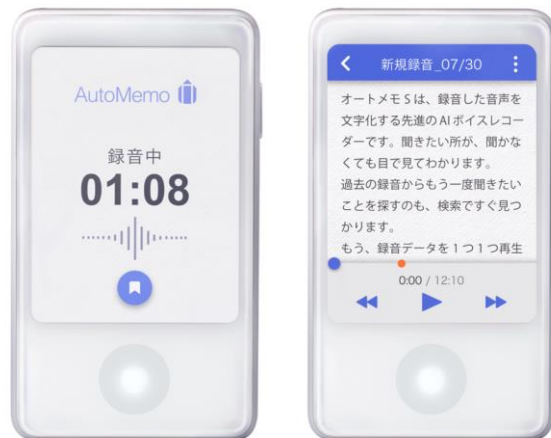 AutoMemo
録音中
01:08
新規録音_07/30
オートメモSは、録音した音声を
文字化する先進のAIボイスレコー
ダーです。聞きたい所が、聞かな
くても目で見てわかります。
過去の録音からもう一度聞きたい
ことを探すのも、検索ですぐ見つ
かります。
もう、録音データを1つ1つ再生
0:00 / 12:10